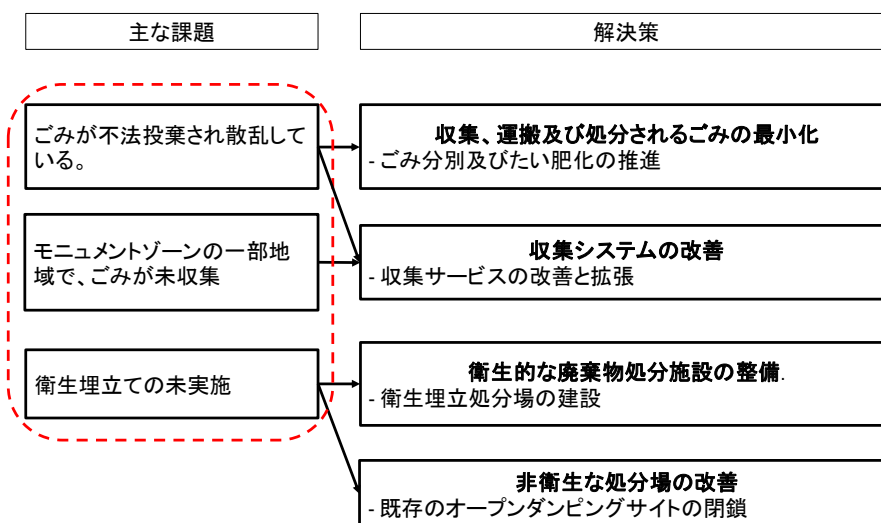 主な課題
解決策
ごみが不法投棄され散乱して
いる。
収集、運搬及び処分されるごみの最小化
- ごみ分別及びたい肥化の推進
モニュメントゾーンの一部地
域で、ごみが未収集
収集システムの改善
- 収集サービスの改善と拡張
衛生埋立ての未実施
衛生的な廃棄物処分施設の整備.
- 衛生埋立処分場の建設
非衛生な処分場の改善
- 既存のオープンダンピングサイトの閉鎖